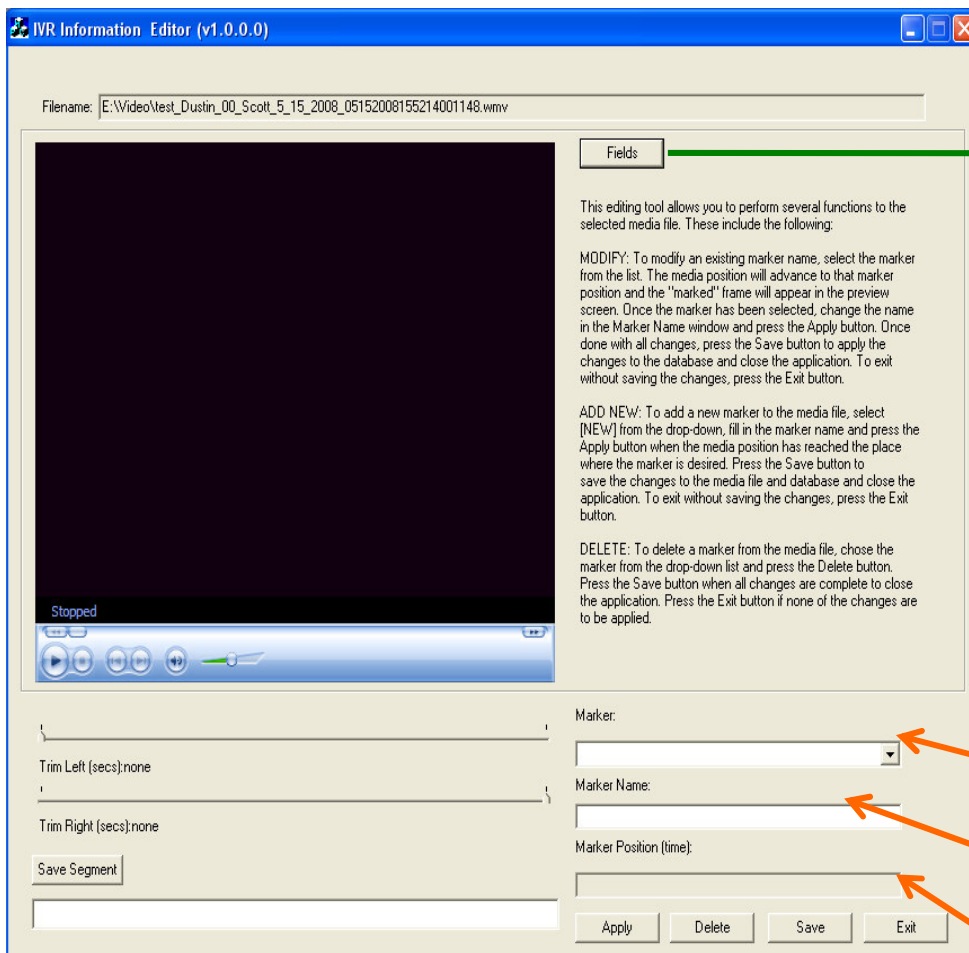 IVR Information Editor (v1.0.0.0)
Filename: E:\Video\test_Dustin_00_Scott_5_15_2008_05152008155214001148.wmv
Fields
This editing tool allows you to perform several functions to the
selected media file. These include the following:
MODIFY: To modify an existing marker name, select the marker
from the list. The media position will advance to that marker
position and the "marked" frame will appear in the preview
screen. Once the marker has been selected, change the name
in the Marker Name window and press the Apply button. Once
done with all changes, press the Save button to apply the
changes to the database and close the application. To exit
without saving the changes, press the Exit button.
ADD NEW: To add a new marker to the media file, select
[NEW] from the drop-down, fill in the marker name and press the
Apply button when the media position has reached the place
where the marker is desired. Press the Save button to
save the changes to the media file and database and close the
application. To exit without saving the changes, press the Exit
button.
DELETE: To delete a marker from the media file, chose the
marker from the drop-down list and press the Delete button.
Press the Save button when all changes are complete to close
the application. Press the Exit button if none of the changes are
to be applied.
Stopped
Trim Left (secs):none
Trim Right (secs):none
Save Segment
Marker:
Marker Name:
Marker Position (time):
Apply Delete Save Exit